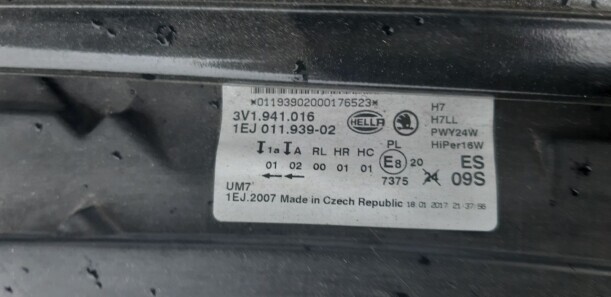 *01193902000176523*
3V1.941.016
1EJ 011.939-02
HELLA
H7
H7LL
PWY24W
HiPer16W
1a A RL HR HC PL
01 02 00 01 01 E8 20 ES
7375 24 09S
UM7
1EJ.2007 Made in Czech Republic 18.01.2017 21:37:56